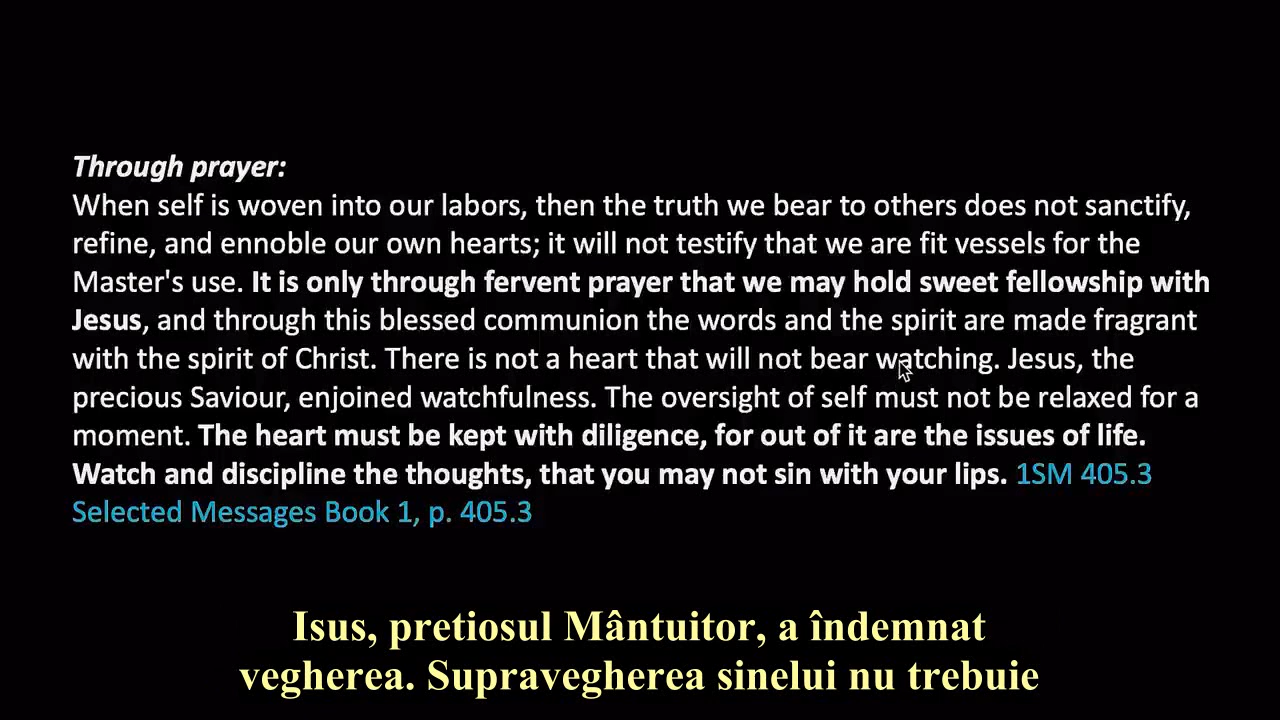 Through prayer:
When self is woven into our labors, then the truth we bear to others does not sanctify,
refine, and ennoble our own hearts; it will not testify that we are fit vessels for the
Master's use. It is only through fervent prayer that we may hold sweet fellowship with
Jesus, and through this blessed communion the words and the spirit are made fragrant
with the spirit of Christ. There is not a heart that will not bear watching. Jesus, the
precious Saviour, enjoined watchfulness. The oversight of self must not be relaxed for a
moment. The heart must be kept with diligence, for out of it are the issues of life.
Watch and discipline the thoughts, that you may not sin with your lips. 1SM 405.3
Selected Messages Book 1, p. 405.3
Isus, pretiosul Mântuitor, a îndemnat
vegherea. Supravegherea sinelui nu trebuie